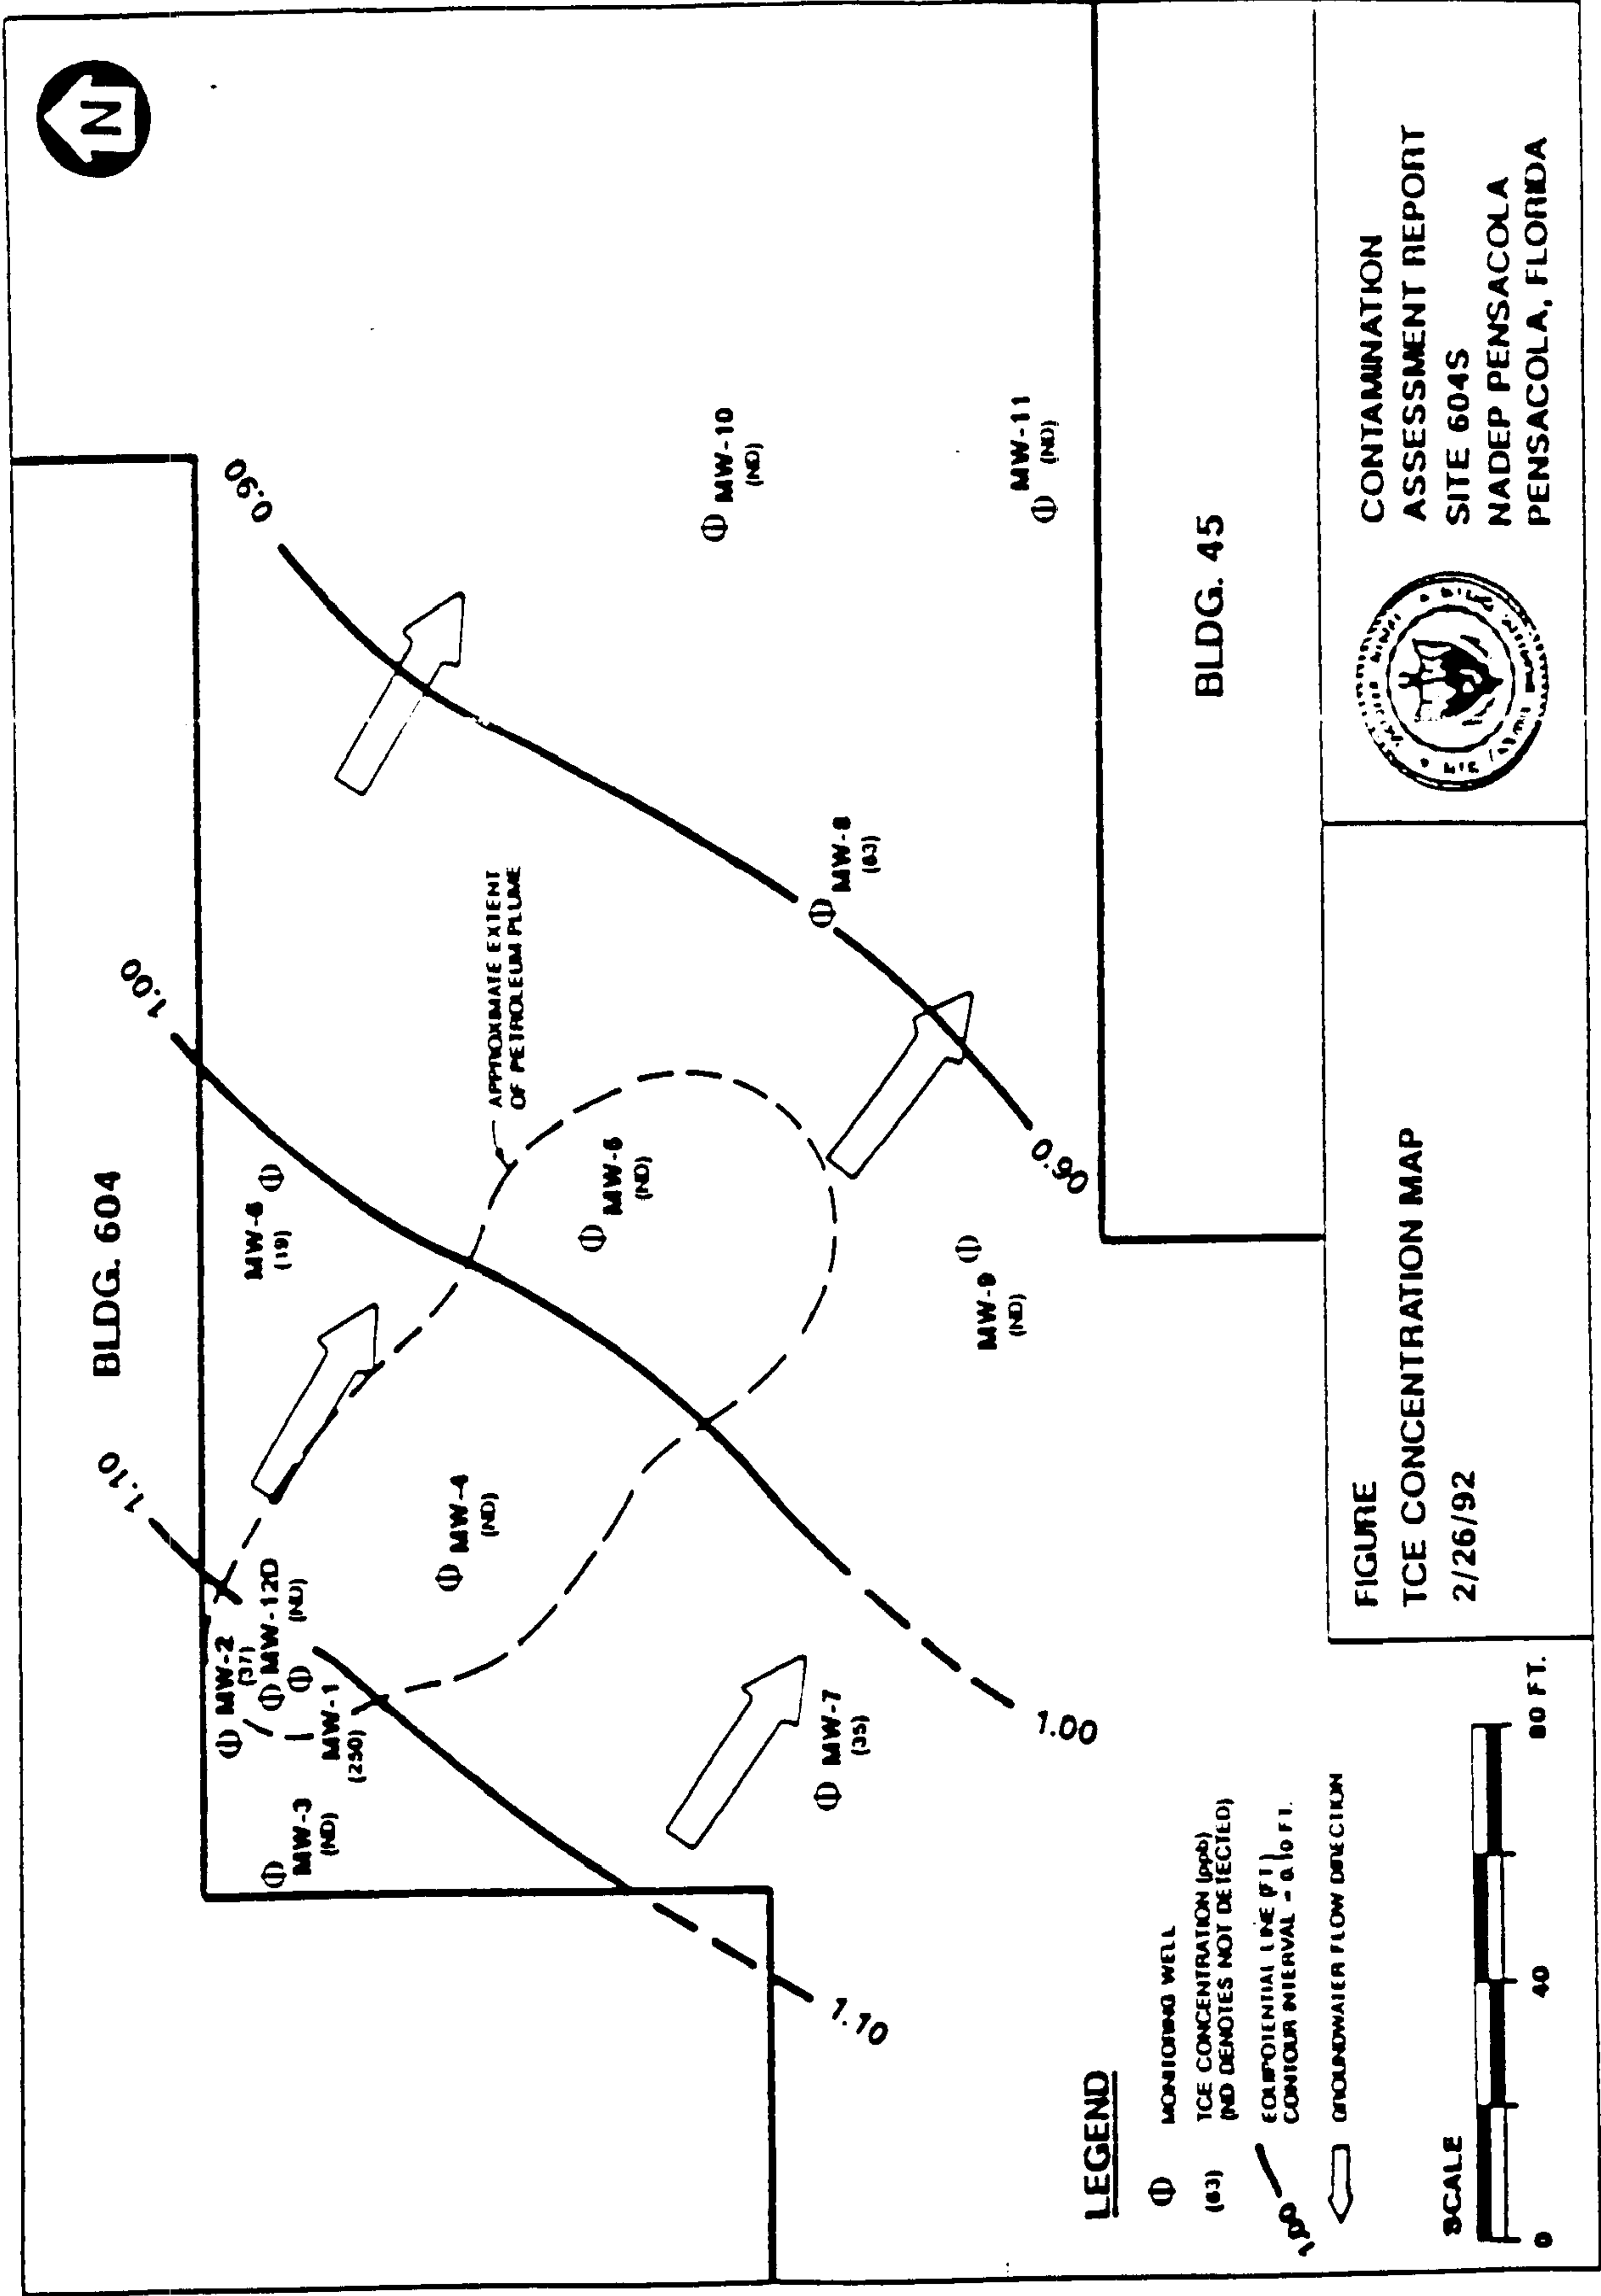 N
BLDG. 604
1.10
1.00
0.90
MW-2
(37)
MW-12D
(ND)
MW-1
(250)
MW-3
(ND)
MW-6
(19)
MW-4
(ND)
APPROXIMATE EXTENT
OF PETROLEUM PLUME
(ND)
MW-10
(ND)
MW-7
(35)
MW-8
(63)
MW-9
(ND)
MW-11
(ND)
1.10
1.00
0.90
BLDG. 45
LEGEND
MONITORING WELL
(63)
TCE CONCENTRATION (ppb)
(ND DENOTES NOT DETECTED)
1.00
EQUIPOTENTIAL LINE (FT)
CONTOUR INTERVAL = 0.10 FT.
GROUNDWATER FLOW DIRECTION
SCALE
0
40
80 FT.
FIGURE
TCE CONCENTRATION MAP
2/26/92
CONTAMINATION
ASSESSMENT REPORT
SITE 604S
NADEP PENSACOLA
PENSACOLA, FLORIDA